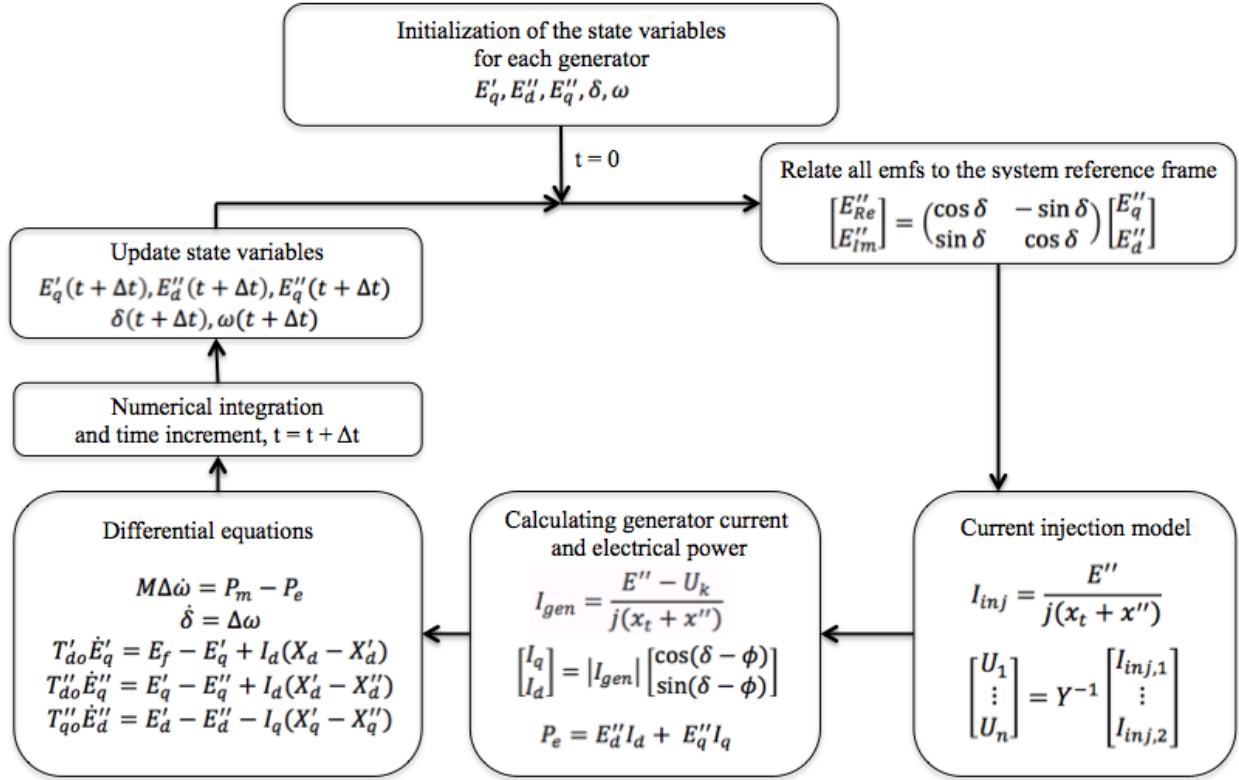 Initialization of the state variables
for each generator
E′q, E″d, E″q, δ, ω
t = 0
Relate all emfs to the system reference frame
[E″Re; E″Im] = (cos δ −sin δ; sin δ cos δ) [E″q; E″d]
Update state variables
E′q(t + Δt), E″d(t + Δt), E″q(t + Δt)
δ(t + Δt), ω(t + Δt)
Numerical integration
and time increment, t = t + Δt
Differential equations
MΔω̇ = Pm − Pe
δ̇ = Δω
T′do Ė′q = Ef − E′q + Id(Xd − X′d)
T″do Ė″q = E′q − E″q + Id(X′d − X″d)
T″qo Ė″d = E′d − E″d − Iq(X′q − X″q)
Calculating generator current
and electrical power
Igen = (E″ − Uk) / j(xt + x″)
[Iq; Id] = |Igen| [cos(δ − ϕ); sin(δ − ϕ)]
Pe = E″d Id + E″q Iq
Current injection model
Iinj = E″ / j(xt + x″)
[U1; ⋮; Un] = Y⁻¹ [Iinj,1; ⋮; Iinj,2]